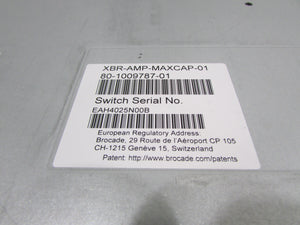 XBR-AMP-MAXCAP-01
80-1009787-01
Switch Serial No.
EAH4025N00B
European Regulatory Address:
Brocade, 29 Route de l'Aéroport CP 105
CH-1215 Genève 15, Switzerland
Patent: http://www.brocade.com/patents